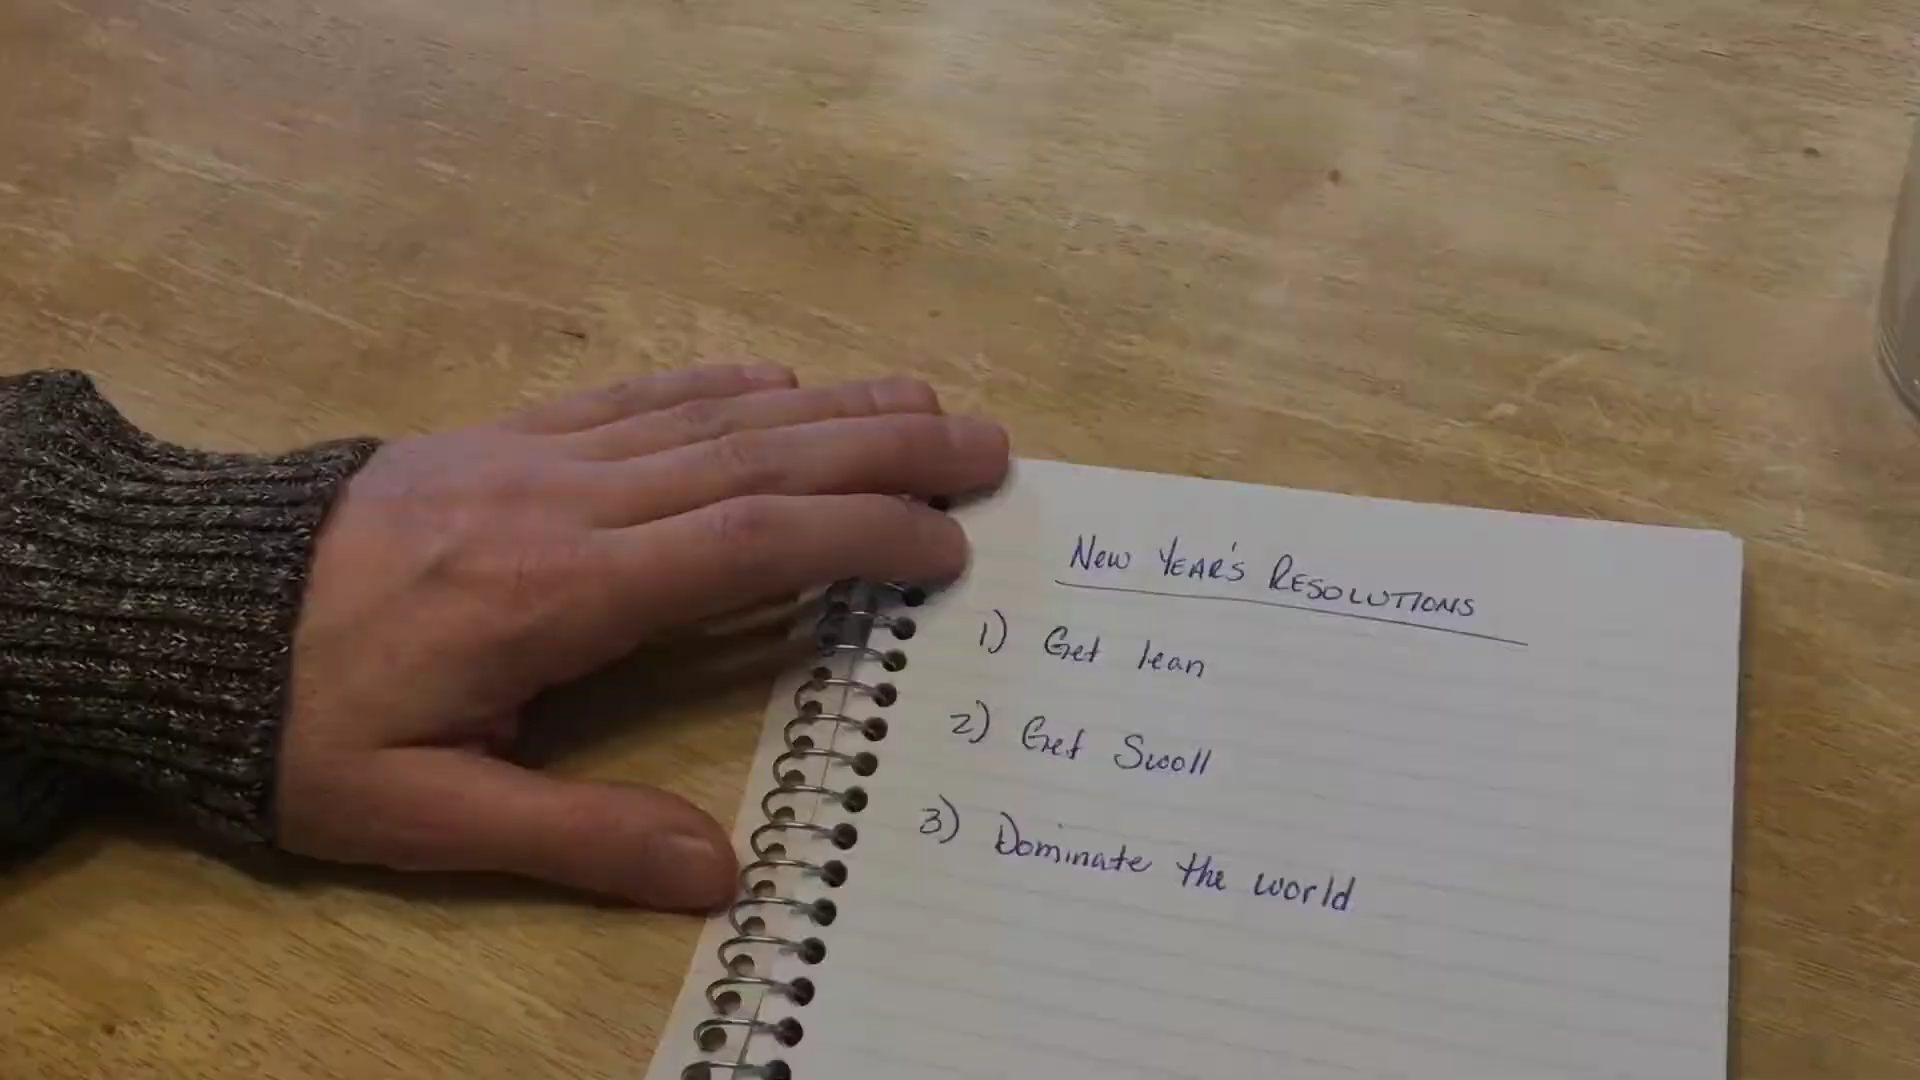 New Year's Resolutions
1) Get lean
2) Get Swoll
3) Dominate the world